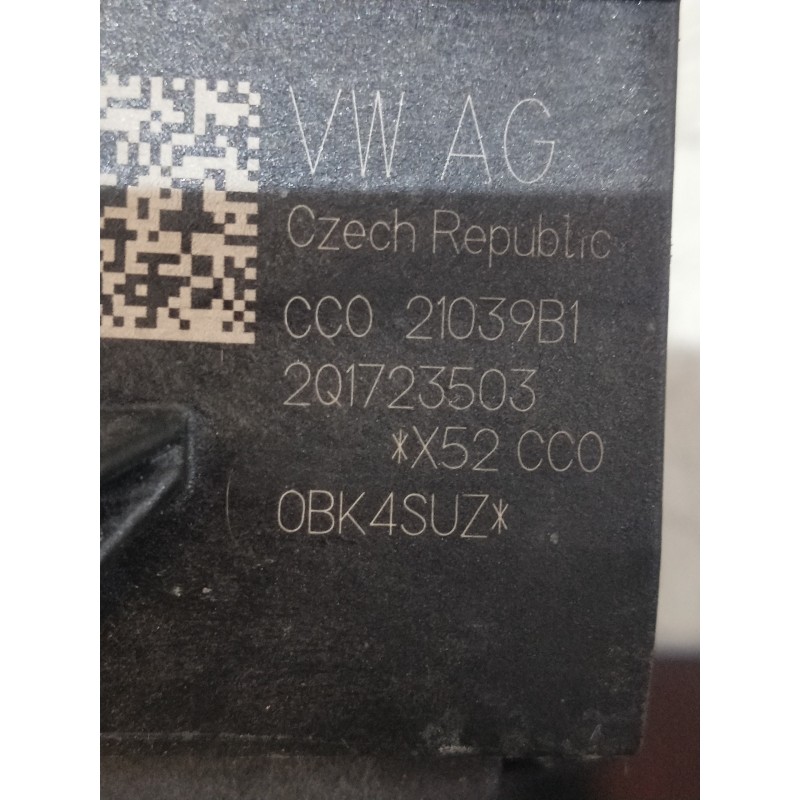 VW AG
Czech Republic
CC0 21039B1
2Q1723503
*X52 CC0
0BK4SUZ*